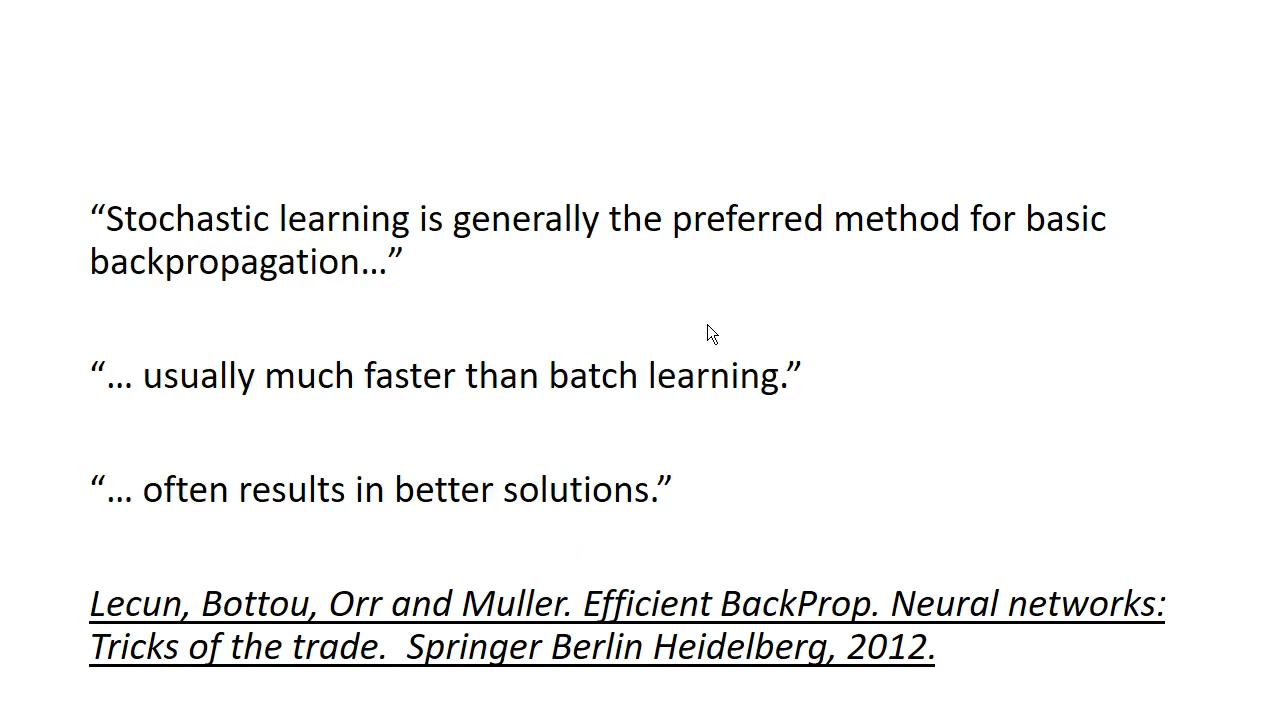 “Stochastic learning is generally the preferred method for basic
backpropagation…”
“… usually much faster than batch learning.”
“… often results in better solutions.”
Lecun, Bottou, Orr and Muller. Efficient BackProp. Neural networks:
Tricks of the trade.  Springer Berlin Heidelberg, 2012.